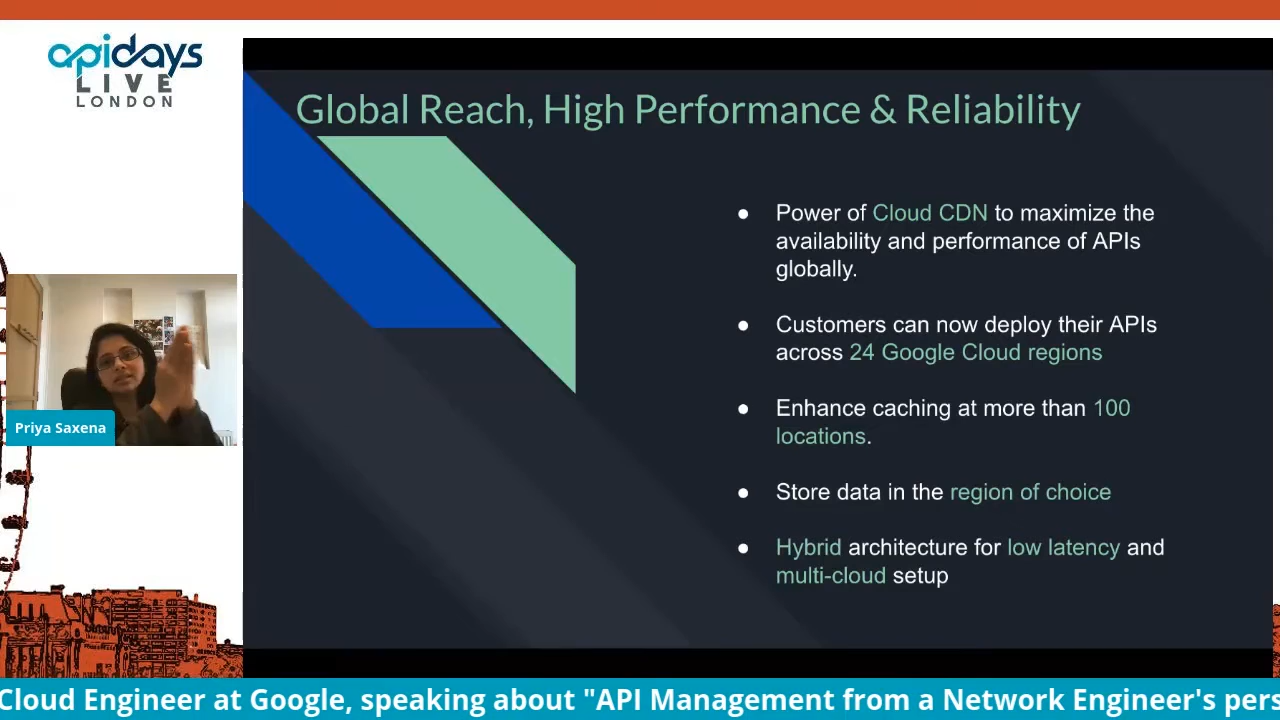 apidays
LIVE
LONDON
Global Reach, High Performance & Reliability
● Power of Cloud CDN to maximize the
availability and performance of APIs
globally.
● Customers can now deploy their APIs
across 24 Google Cloud regions
● Enhance caching at more than 100
locations.
● Store data in the region of choice
● Hybrid architecture for low latency and
multi-cloud setup
Priya Saxena
Cloud Engineer at Google, speaking about "API Management from a Network Engineer's pers